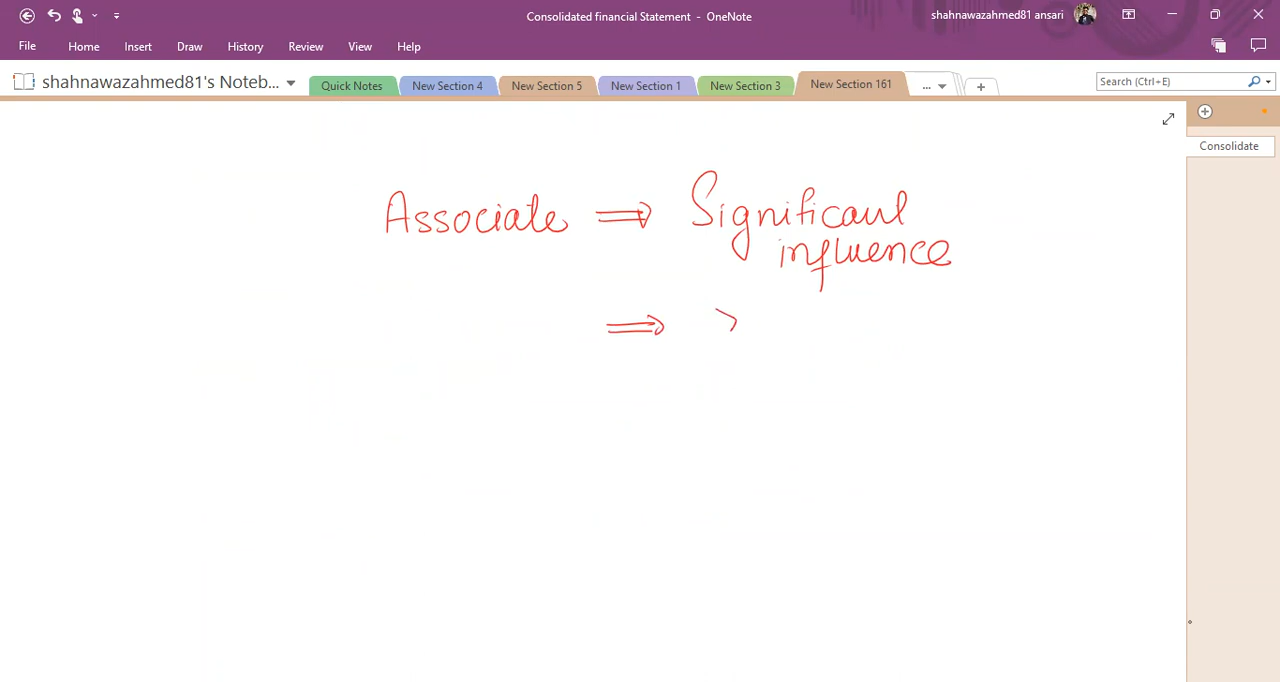 Consolidated financial Statement - OneNote
shahnawazahmed81 ansari
File Home Insert Draw History Review View Help
shahnawazahmed81's Noteb... Quick Notes New Section 4 New Section 5 New Section 1 New Section 3 New Section 161 ... + Search (Ctrl+E)
Consolidate
Associate ⇒ Significant
influence
⇒ >